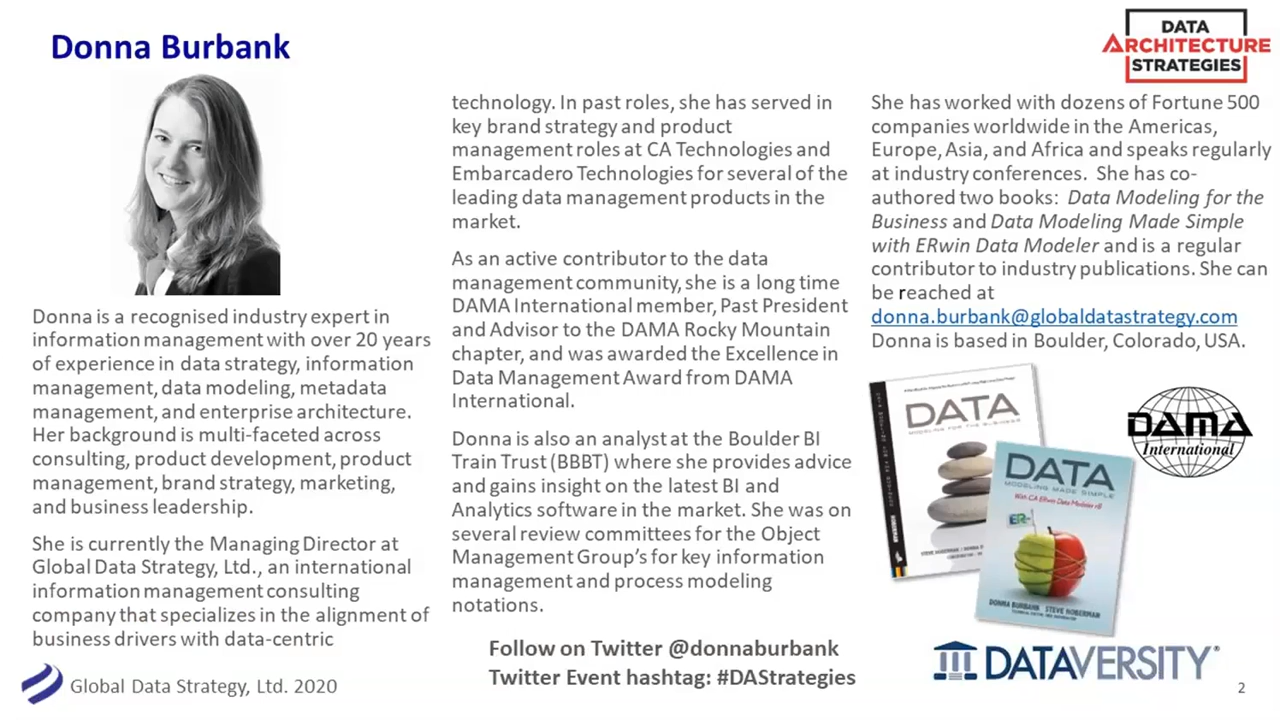 Donna Burbank
DATA
ARCHITECTURE
STRATEGIES
Donna is a recognised industry expert in
information management with over 20 years
of experience in data strategy, information
management, data modeling, metadata
management, and enterprise architecture.
Her background is multi-faceted across
consulting, product development, product
management, brand strategy, marketing,
and business leadership.
She is currently the Managing Director at
Global Data Strategy, Ltd., an international
information management consulting
company that specializes in the alignment of
business drivers with data-centric
technology. In past roles, she has served in
key brand strategy and product
management roles at CA Technologies and
Embarcadero Technologies for several of the
leading data management products in the
market.
As an active contributor to the data
management community, she is a long time
DAMA International member, Past President
and Advisor to the DAMA Rocky Mountain
chapter, and was awarded the Excellence in
Data Management Award from DAMA
International.
Donna is also an analyst at the Boulder BI
Train Trust (BBBT) where she provides advice
and gains insight on the latest BI and
Analytics software in the market. She was on
several review committees for the Object
Management Group's for key information
management and process modeling
notations.
Follow on Twitter @donnaburbank
Twitter Event hashtag: #DAStrategies
She has worked with dozens of Fortune 500
companies worldwide in the Americas,
Europe, Asia, and Africa and speaks regularly
at industry conferences.  She has co-
authored two books:  Data Modeling for the
Business and Data Modeling Made Simple
with ERwin Data Modeler and is a regular
contributor to industry publications. She can
be reached at
donna.burbank@globaldatastrategy.com
Donna is based in Boulder, Colorado, USA.
DATA
MODELING FOR THE BUSINESS
DATA
MODELING MADE SIMPLE
With CA ERwin Data Modeler r8
ER
DONNA BURBANK STEVE HOBERMAN
DAMA
International
DATAVERSITY
Global Data Strategy, Ltd. 2020
2